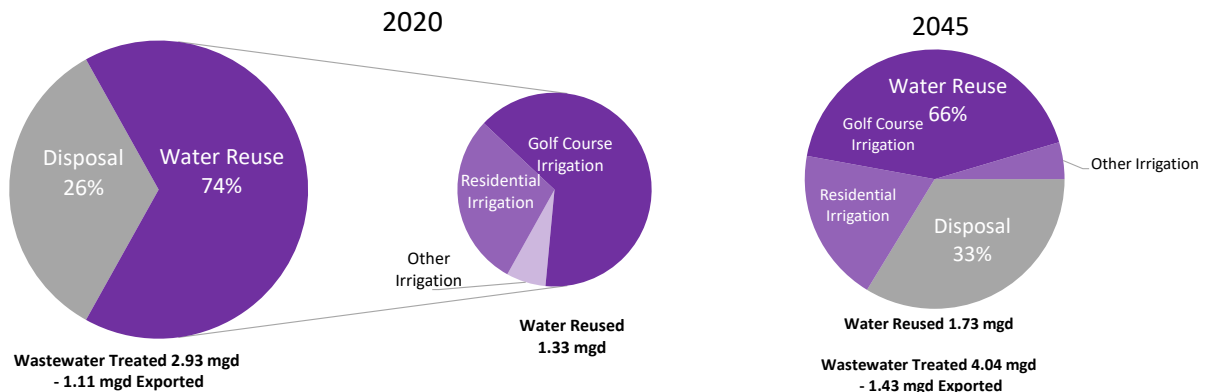 2020
Disposal
26%
Water Reuse
74%
Golf Course
Irrigation
Residential
Irrigation
Other
Irrigation
Water Reused
1.33 mgd
Wastewater Treated 2.93 mgd
- 1.11 mgd Exported
2045
Water Reuse
66%
Golf Course
Irrigation
Other Irrigation
Residential
Irrigation
Disposal
33%
Water Reused 1.73 mgd
Wastewater Treated 4.04 mgd
- 1.43 mgd Exported